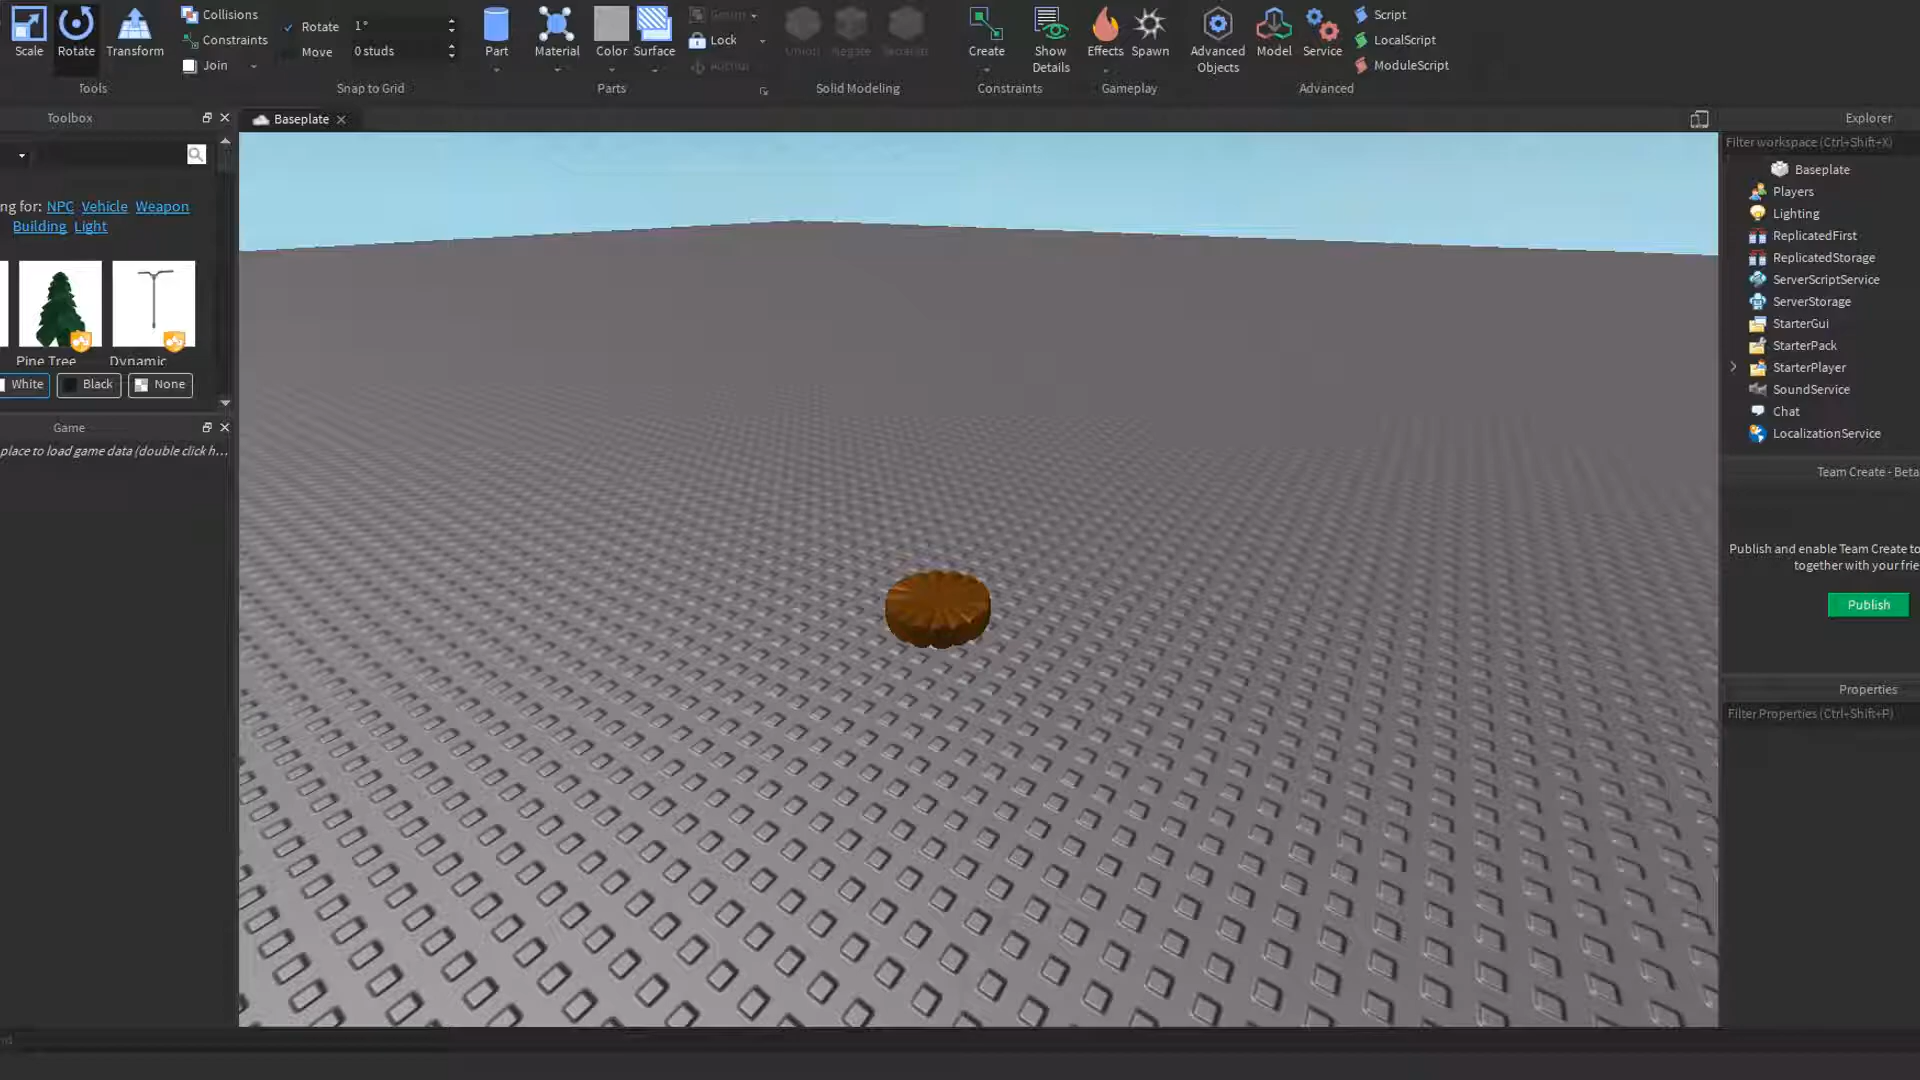 Scale
Rotate
Transform
Collisions
Constraints
Join
Tools
Rotate 1°
Move 0 studs
Snap to Grid
Part
Material
Color
Surface
Group
Lock
Anchor
Parts
Union
Negate
Separate
Solid Modeling
Create
Show Details
Constraints
Effects
Spawn
Gameplay
Advanced Objects
Model
Service
Script
LocalScript
ModuleScript
Advanced
Toolbox
Baseplate
Explorer
Filter workspace (Ctrl+Shift+X)
ng for: NPC Vehicle Weapon
Building Light
Pine Tree
Dynamic
White
Black
None
Game
place to load game data (double click h...
Baseplate
Players
Lighting
ReplicatedFirst
ReplicatedStorage
ServerScriptService
ServerStorage
StarterGui
StarterPack
StarterPlayer
SoundService
Chat
LocalizationService
Team Create - Beta
Publish and enable Team Create to
together with your frie
Publish
Properties
Filter Properties (Ctrl+Shift+P)